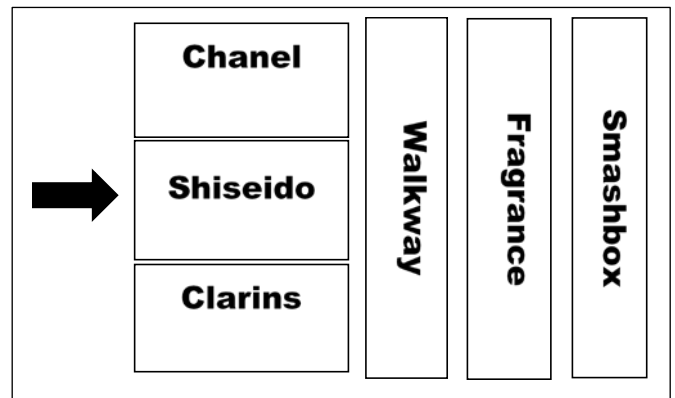 Chanel
Shiseido
Clarins
Walkway
Fragrance
Smashbox